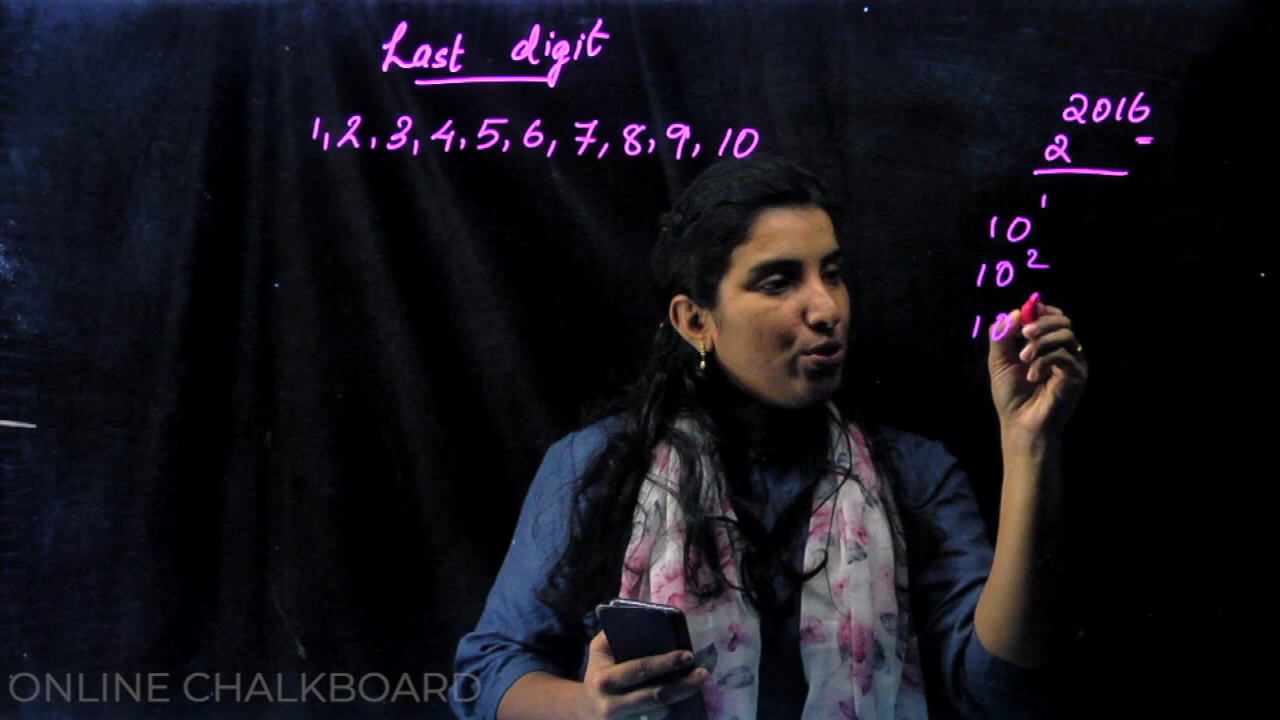 Last digit
1, 2, 3, 4, 5, 6, 7, 8, 9, 10
2^2016
10^1
10^2
10
ONLINE CHALKBOARD